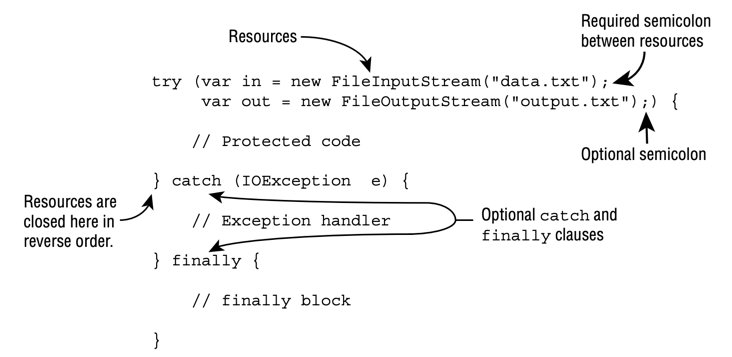 Required semicolon
between resources
Resources
try (var in = new FileInputStream("data.txt");
var out = new FileOutputStream("output.txt");) {
// Protected code
Optional semicolon
} catch (IOException e) {
Resources are
closed here in
reverse order.
// Exception handler
Optional catch and
finally clauses
} finally {
// finally block
}